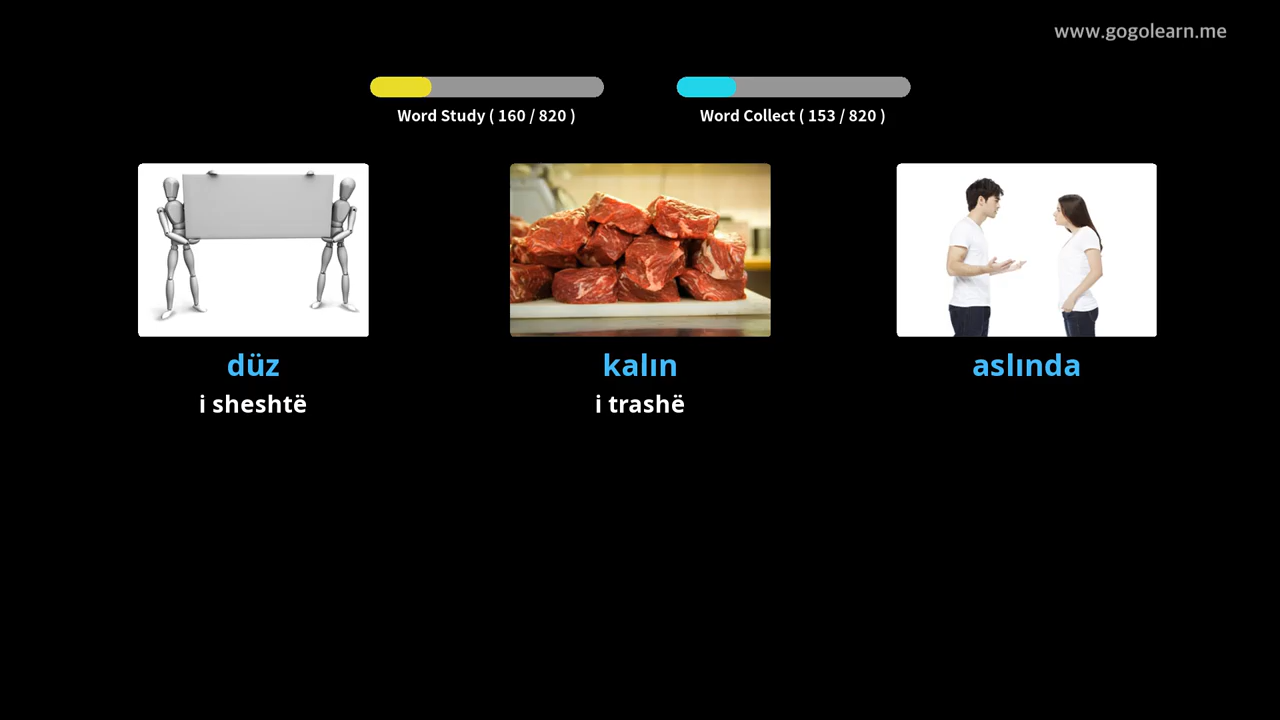 www.gogolearn.me
Word Study ( 160 / 820 )
Word Collect ( 153 / 820 )
düz
kalın
aslında
i sheshtë
i trashë